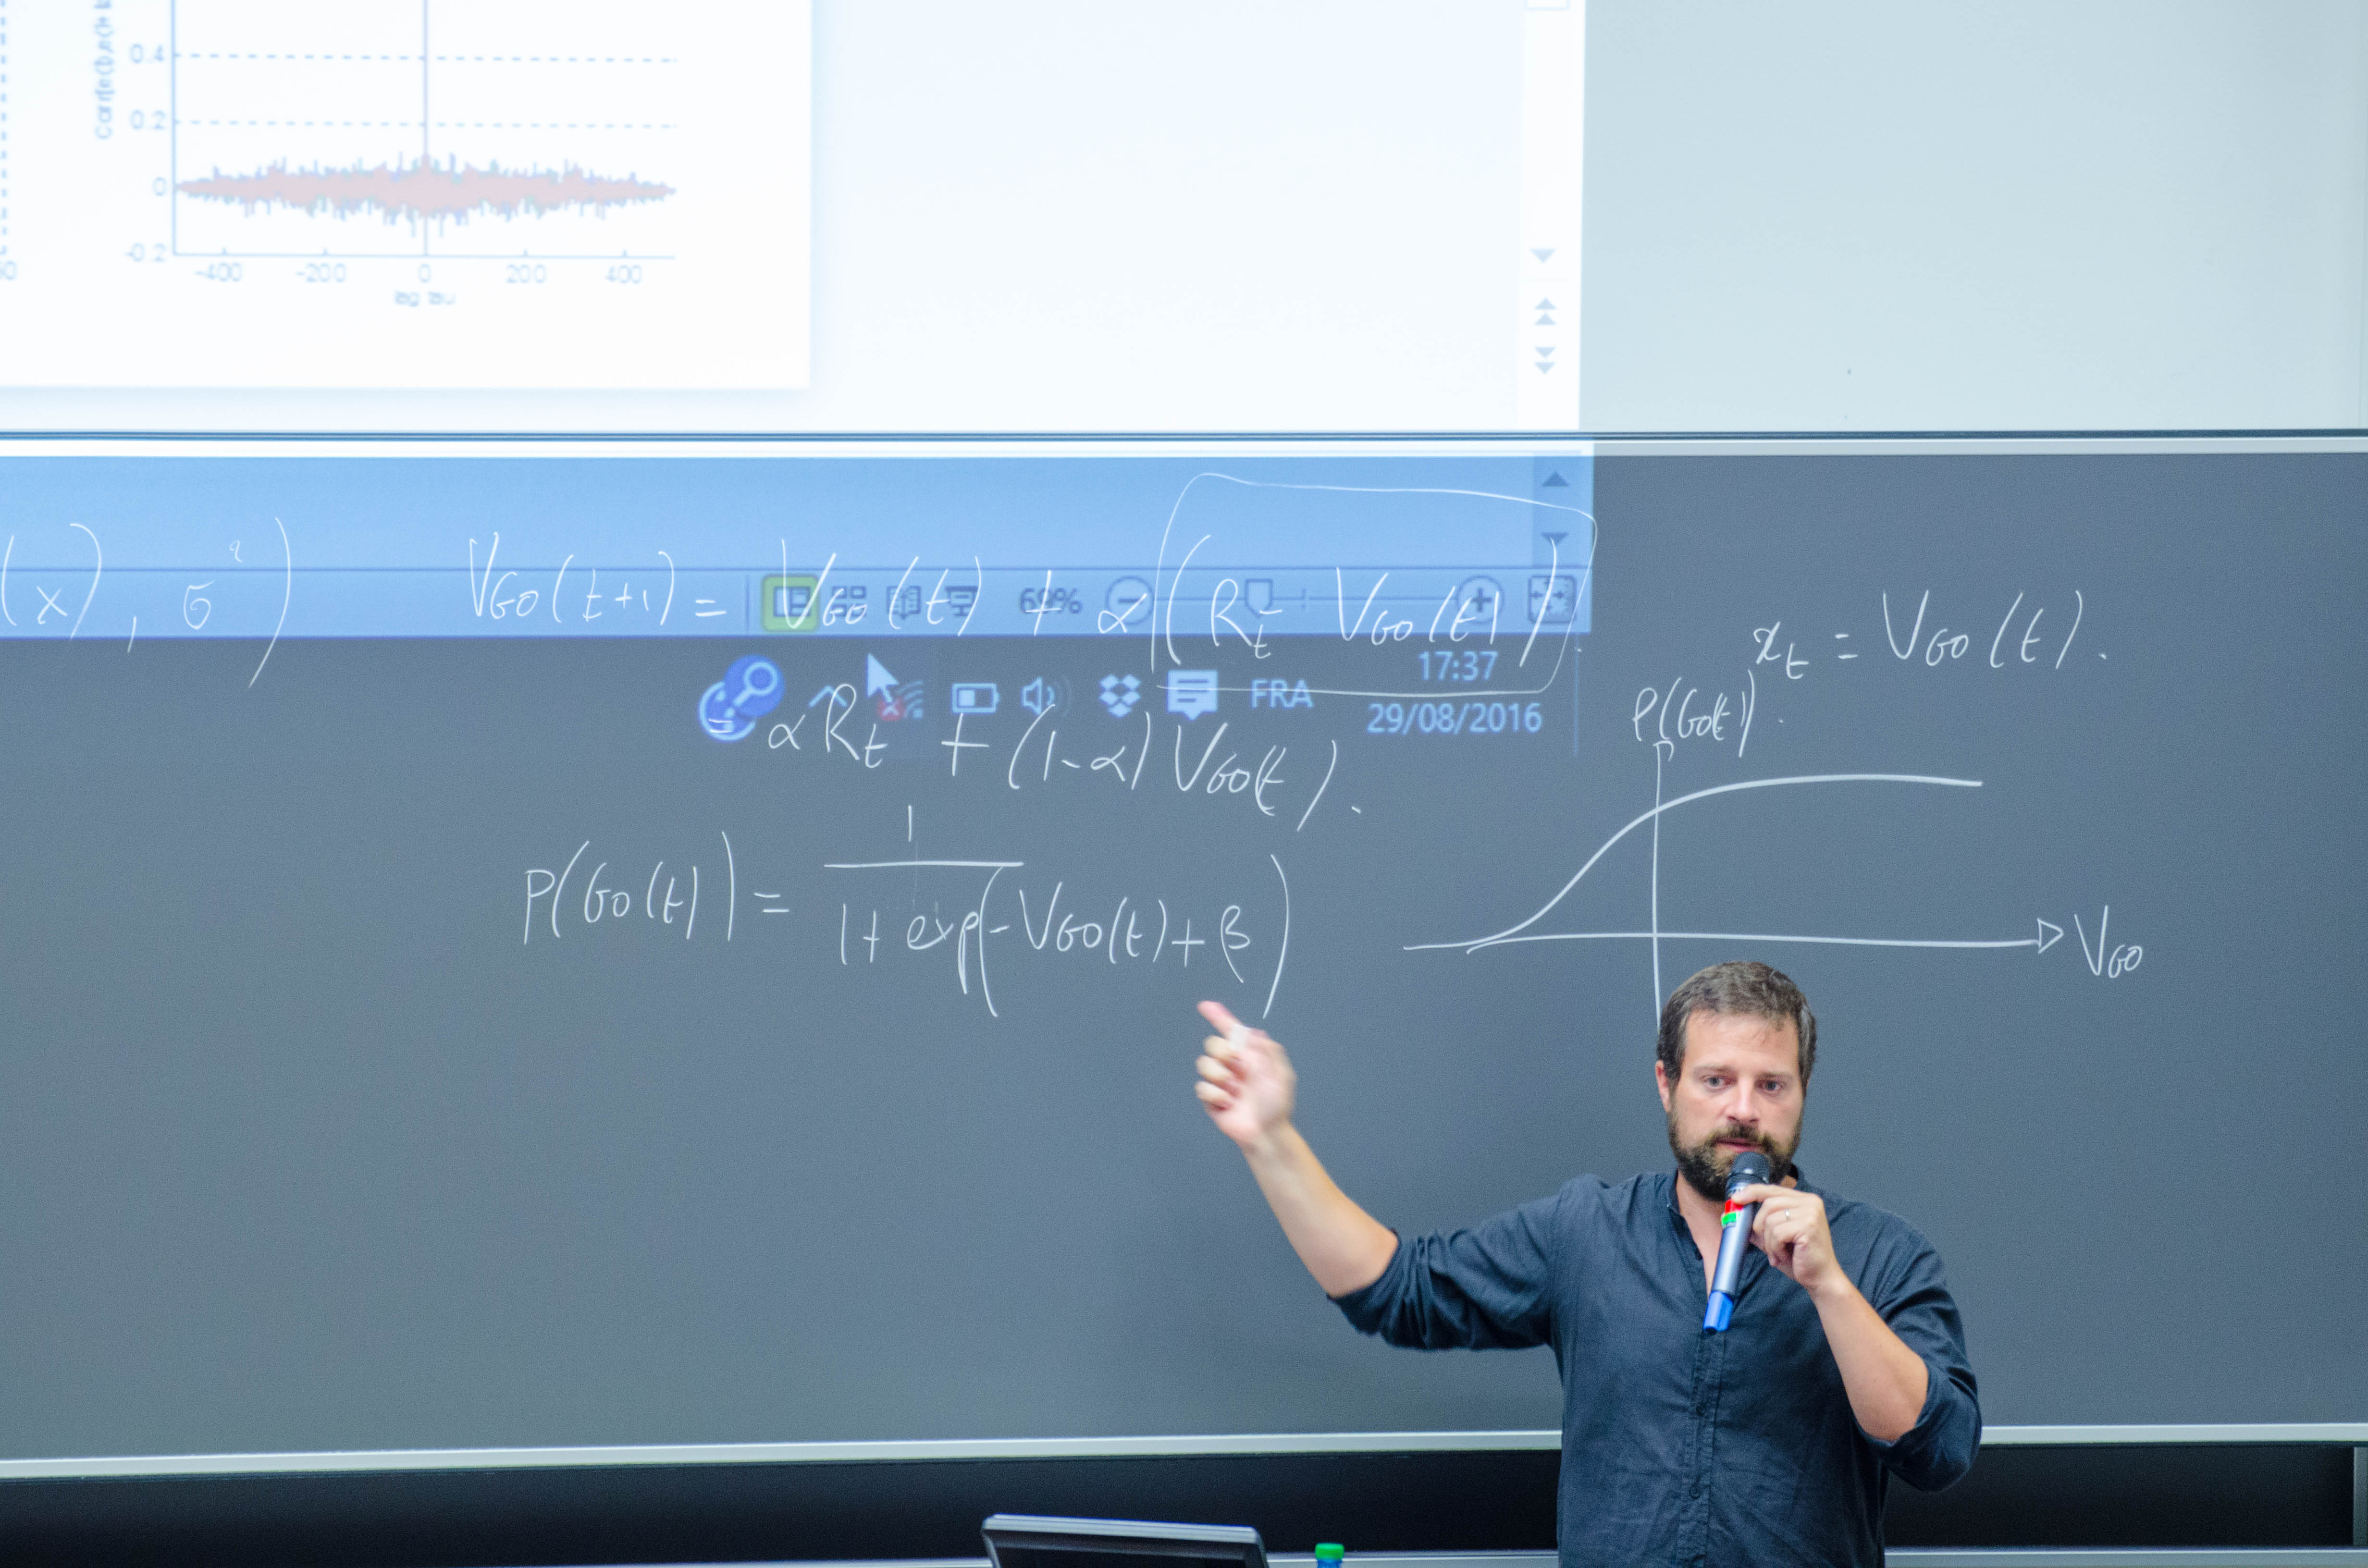 0.4
0.2
0
-0.2
-400 -200 0 200 400
lag tau
(x), σ²)
V_GO(t+1) = V_GO(t) + α(R_t - V_GO(t)).
69%
x_t = V_GO(t).
= αR_t + (1-α)V_GO(t).
FRA
17:37
29/08/2016
P(GO(t)).
P(GO(t)) = 1 / (1 + exp(-V_GO(t) + β))
V_GO